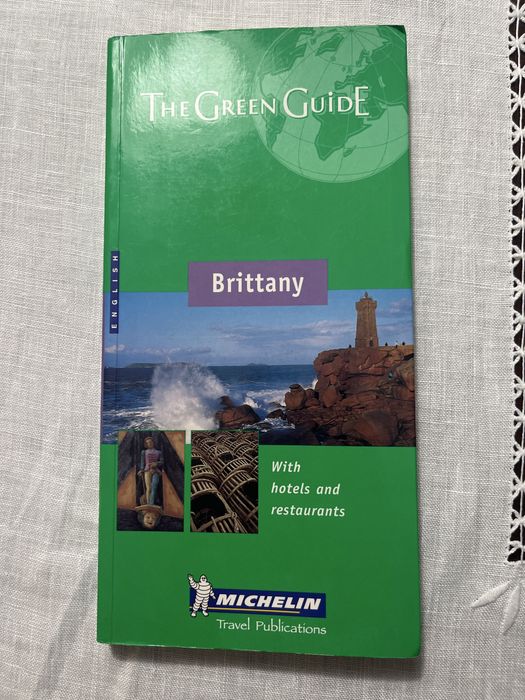 THE GREEN GUiDE
ENGLISH
Brittany
With
hotels and
restaurants
MICHELIN
Travel Publications